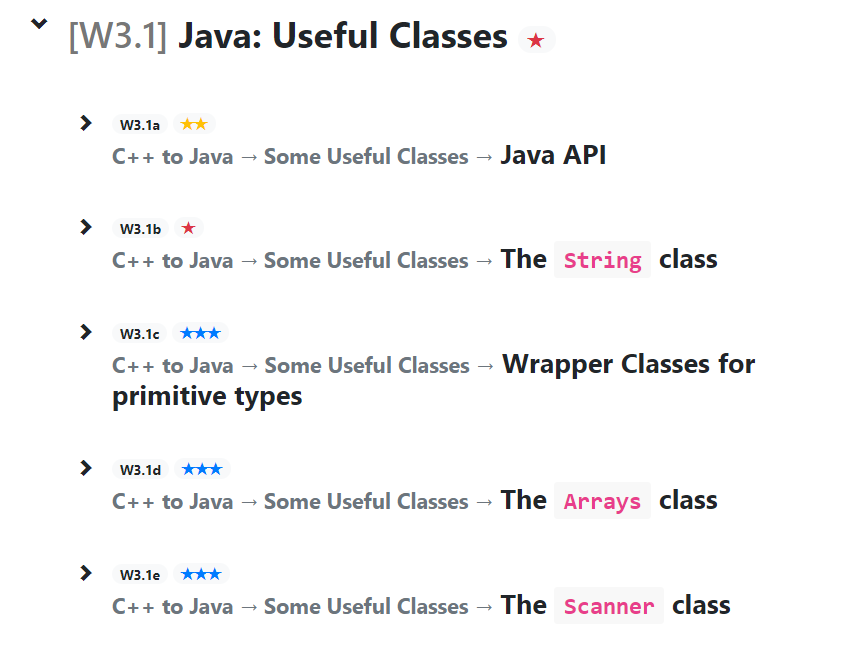 [W3.1] Java: Useful Classes ★
W3.1a ★★
C++ to Java → Some Useful Classes → Java API
W3.1b ★
C++ to Java → Some Useful Classes → The String class
W3.1c ★★★
C++ to Java → Some Useful Classes → Wrapper Classes for
primitive types
W3.1d ★★★
C++ to Java → Some Useful Classes → The Arrays class
W3.1e ★★★
C++ to Java → Some Useful Classes → The Scanner class